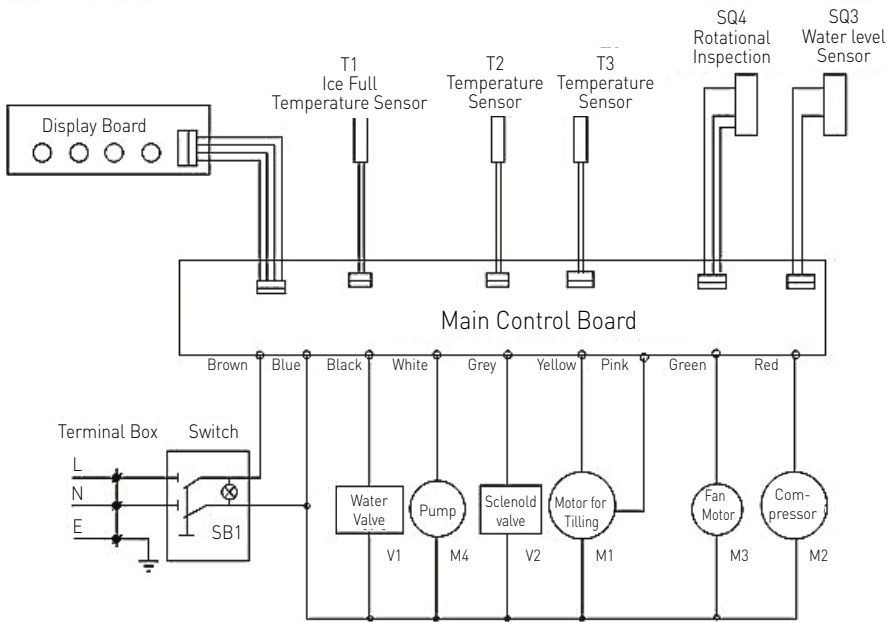 SQ4
Rotational
Inspection
SQ3
Water level
Sensor
T1
Ice Full
Temperature Sensor
T2
Temperature
Sensor
T3
Temperature
Sensor
Display Board
Main Control Board
Brown
Blue
Black
White
Grey
Yellow
Pink
Green
Red
Terminal Box
Switch
L
N
E
SB1
Water
Valve
V1
Pump
M4
Sclenold
valve
V2
Motor for
Tilling
M1
Fan
Motor
M3
Com-
pressor
M2